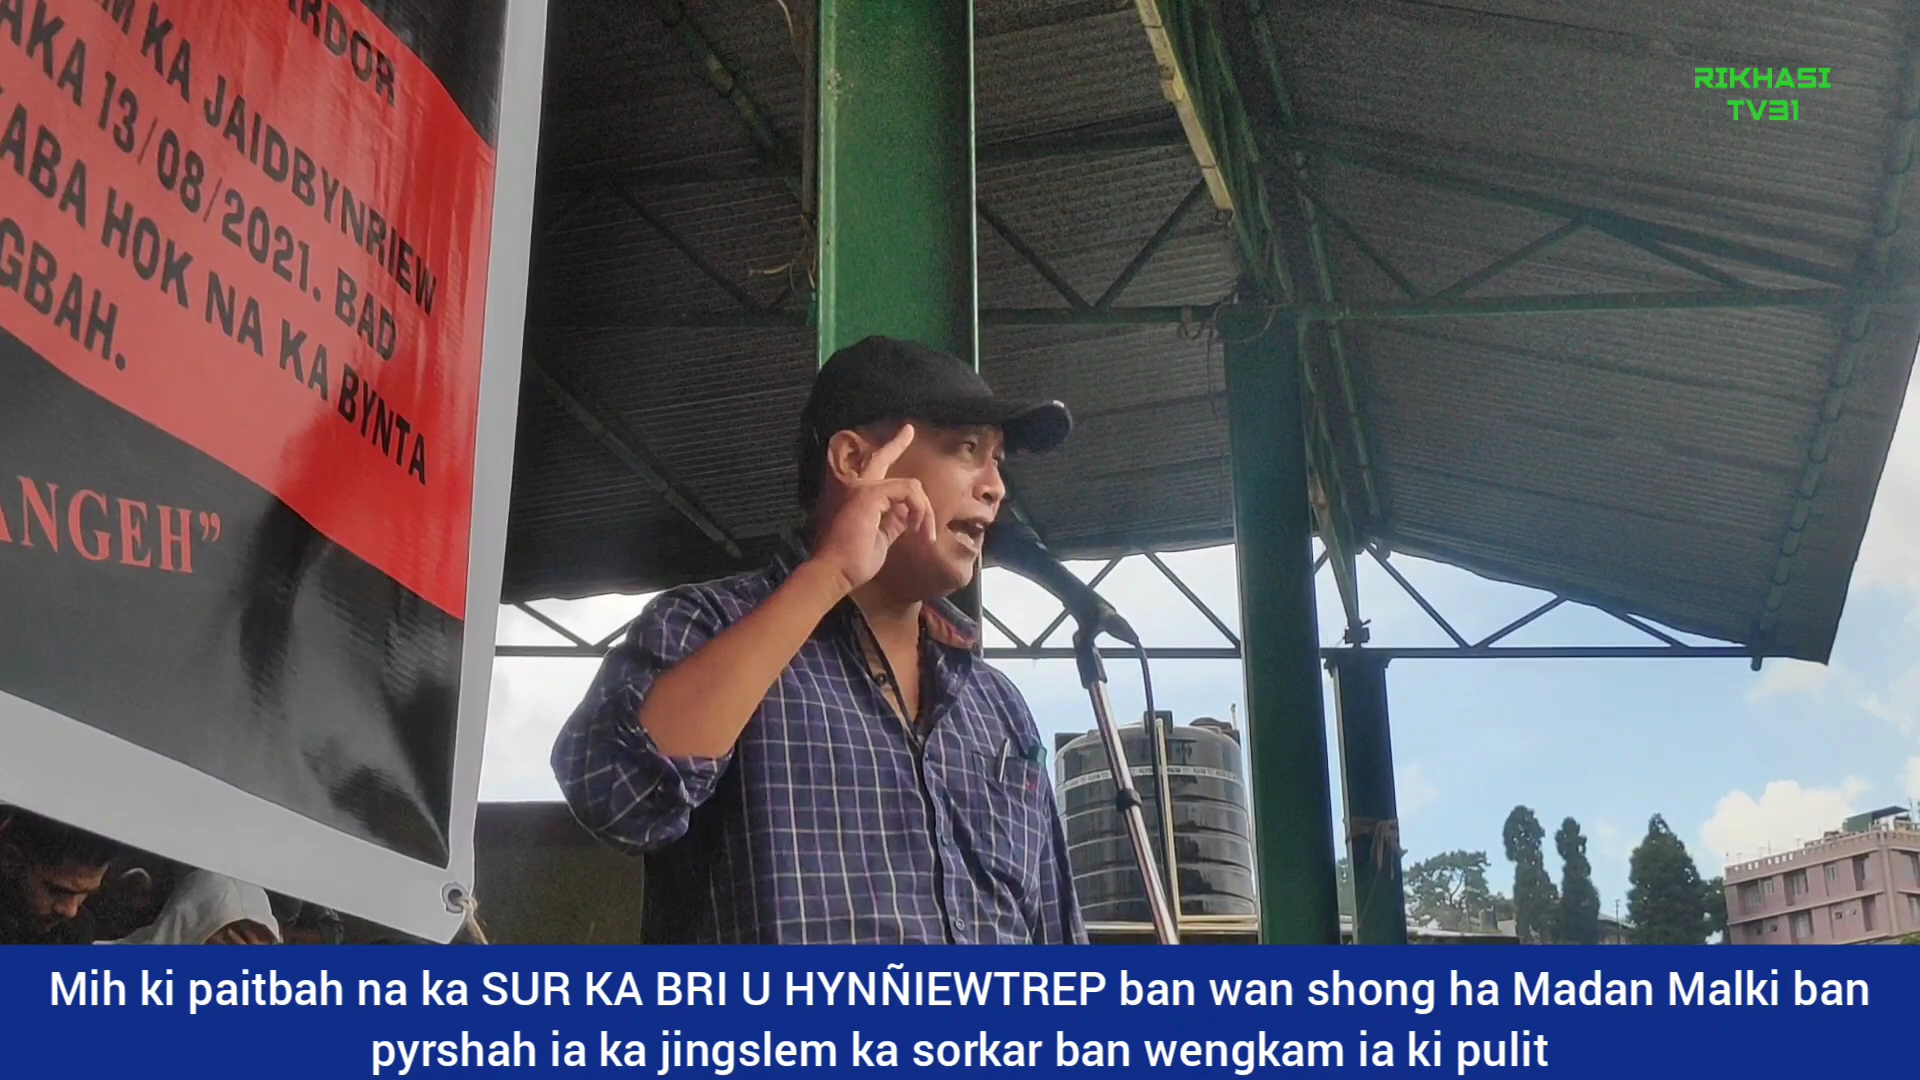 ARDOR
M KA JAIDBYNRIEW
AKA 13/08/2021. BAD
KABA HOK NA KA BYNTA
GBAH.
ANGEH”
RIKHASI
TV31
Mih ki paitbah na ka SUR KA BRI U HYNÑIEWTREP ban wan shong ha Madan Malki ban
pyrshah ia ka jingslem ka sorkar ban wengkam ia ki pulit